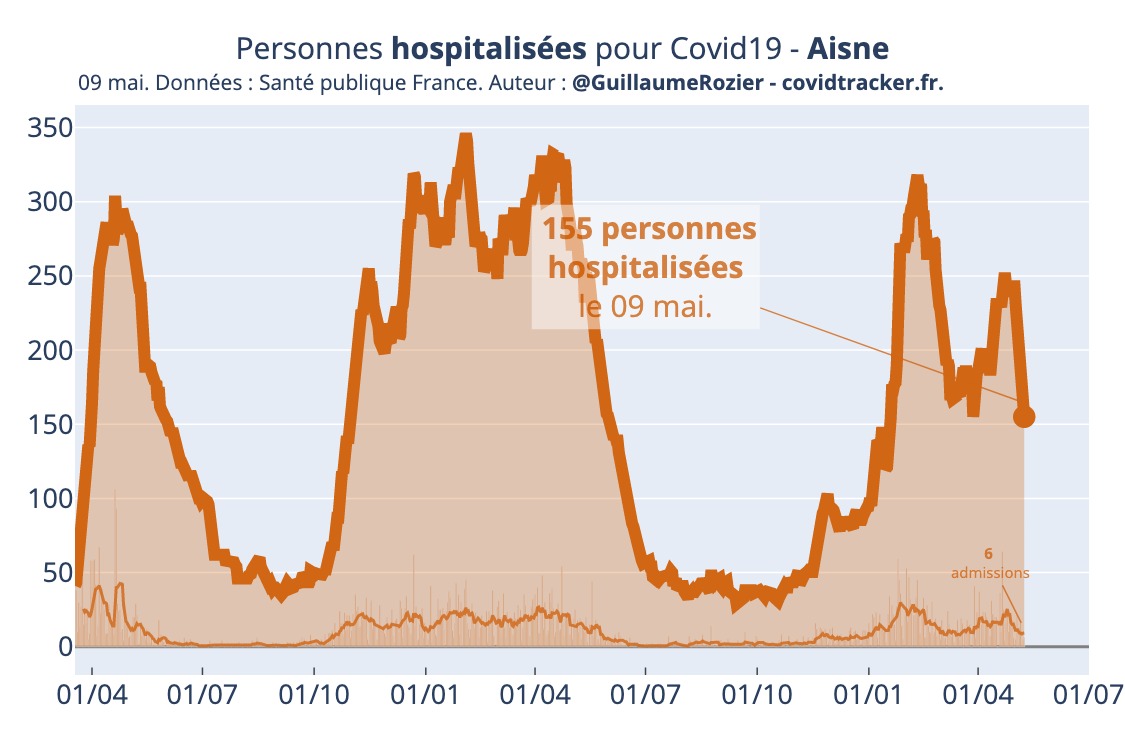 Personnes hospitalisées pour Covid19 - Aisne
09 mai. Données : Santé publique France. Auteur : @GuillaumeRozier - covidtracker.fr.
350
300
155 personnes
hospitalisées
le 09 mai.
250
200
150
100
6
admissions
50
0
01/04 01/07 01/10 01/01 01/04 01/07 01/10 01/01 01/04 01/07